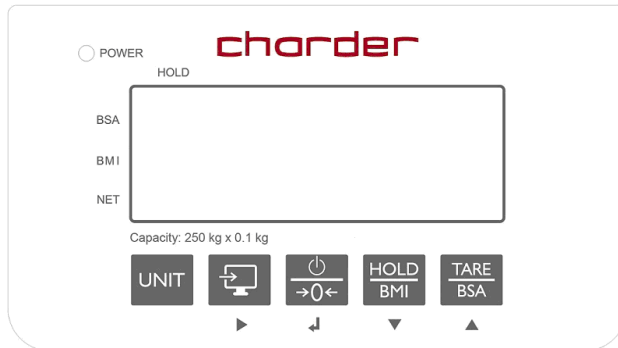 charder
POWER
HOLD
BSA
BMI
NET
Capacity: 250 kg x 0.1 kg
UNIT
→0←
HOLD
BMI
TARE
BSA